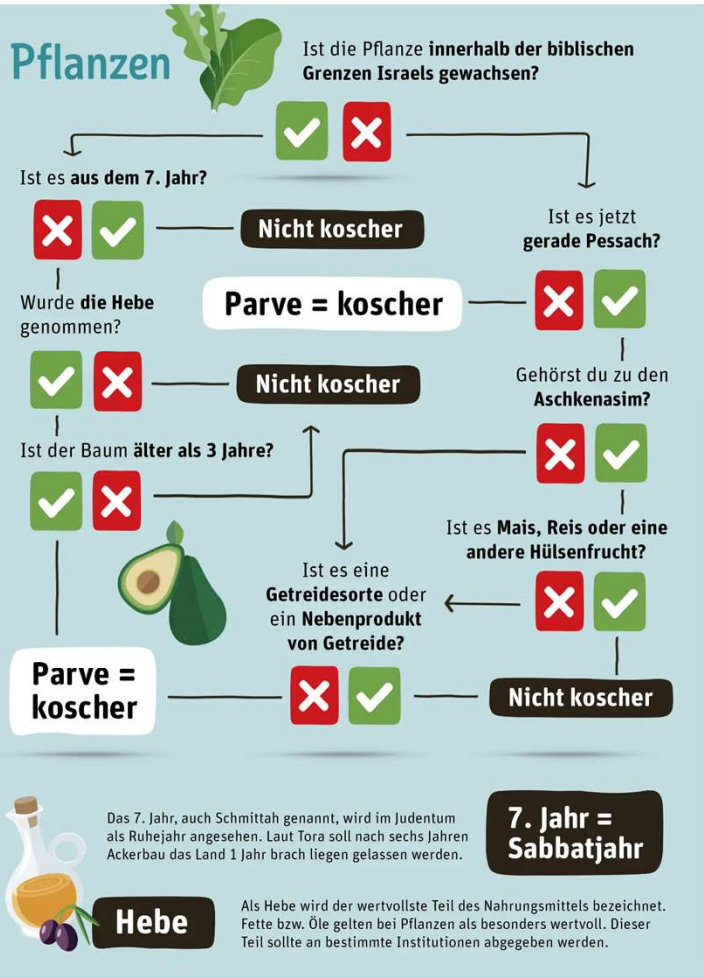 Pflanzen
Ist die Pflanze innerhalb der biblischen
Grenzen Israels gewachsen?
Ist es aus dem 7. Jahr?
Nicht koscher
Ist es jetzt
gerade Pessach?
Wurde die Hebe
genommen?
Parve = koscher
Nicht koscher
Gehörst du zu den
Aschkenasim?
Ist der Baum älter als 3 Jahre?
Ist es Mais, Reis oder eine
andere Hülsenfrucht?
Ist es eine
Getreidesorte oder
ein Nebenprodukt
von Getreide?
Parve =
koscher
Nicht koscher
Das 7. Jahr, auch Schmittah genannt, wird im Judentum
als Ruhejahr angesehen. Laut Tora soll nach sechs Jahren
Ackerbau das Land 1 Jahr brach liegen gelassen werden.
7. Jahr =
Sabbatjahr
Hebe
Als Hebe wird der wertvollste Teil des Nahrungsmittels bezeichnet.
Fette bzw. Öle gelten bei Pflanzen als besonders wertvoll. Dieser
Teil sollte an bestimmte Institutionen abgegeben werden.